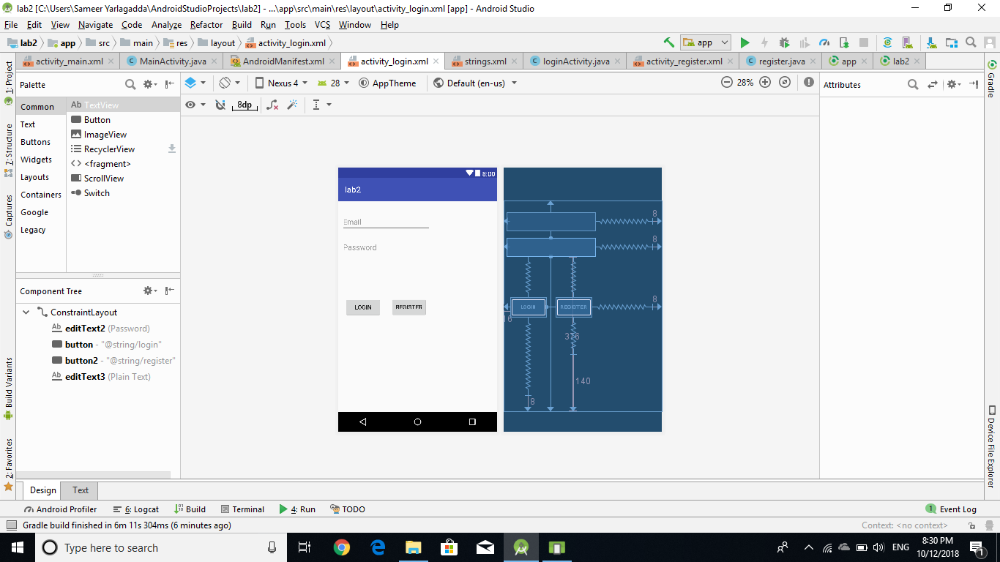 lab2 [C:\Users\Sameer Yarlagadda\AndroidStudioProjects\lab2] - ...\app\src\main\res\layout\activity_login.xml [app] - Android Studio
File Edit View Navigate Code Analyze Refactor Build Run Tools VCS Window Help
lab2 app src main res layout activity_login.xml app
activity_main.xml MainActivity.java AndroidManifest.xml activity_login.xml strings.xml loginActivity.java activity_register.xml register.java app lab2
1: Project
7: Structure
Captures
Build Variants
2: Favorites
Palette
Common
Text
Buttons
Widgets
Layouts
Containers
Google
Legacy
Ab TextView
Button
ImageView
RecyclerView
<fragment>
ScrollView
Switch
Nexus 4 28 AppTheme Default (en-us) 28%
8dp
Attributes
Gradle
Device File Explorer
8:00
lab2
Email
Password
LOGIN REGISTER
8
8
LOGIN REGISTER 8
16
376
140
8
Component Tree
ConstraintLayout
Ab editText2 (Password)
button - "@string/login"
button2 - "@string/register"
Ab editText3 (Plain Text)
Design Text
Android Profiler 6: Logcat Build Terminal 4: Run TODO 1 Event Log
Gradle build finished in 6m 11s 304ms (6 minutes ago) Context: <no context>
Type here to search ENG 8:30 PM
10/12/2018 1